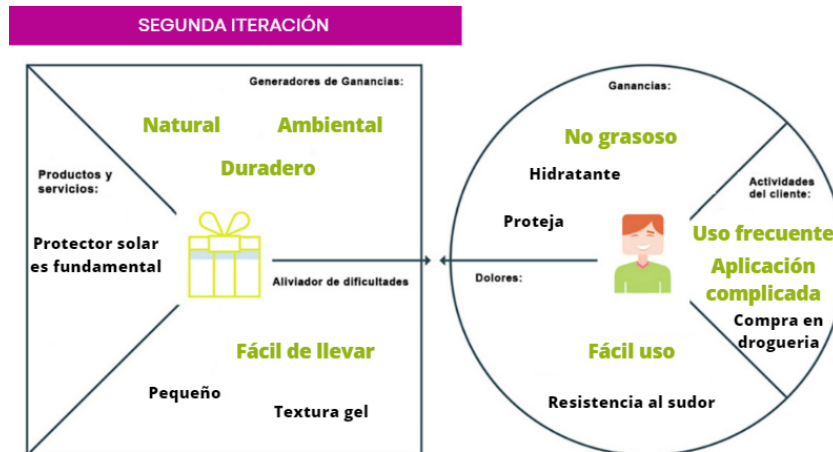 SEGUNDA ITERACIÓN
Generadores de Ganancias:
Natural
Ambiental
Duradero
Productos y
servicios:
Protector solar
es fundamental
Aliviador de dificultades
Fácil de llevar
Pequeño
Textura gel
Ganancias:
No grasoso
Hidratante
Proteja
Actividades
del cliente:
Uso frecuente
Aplicación
complicada
Compra en
drogueria
Dolores:
Fácil uso
Resistencia al sudor